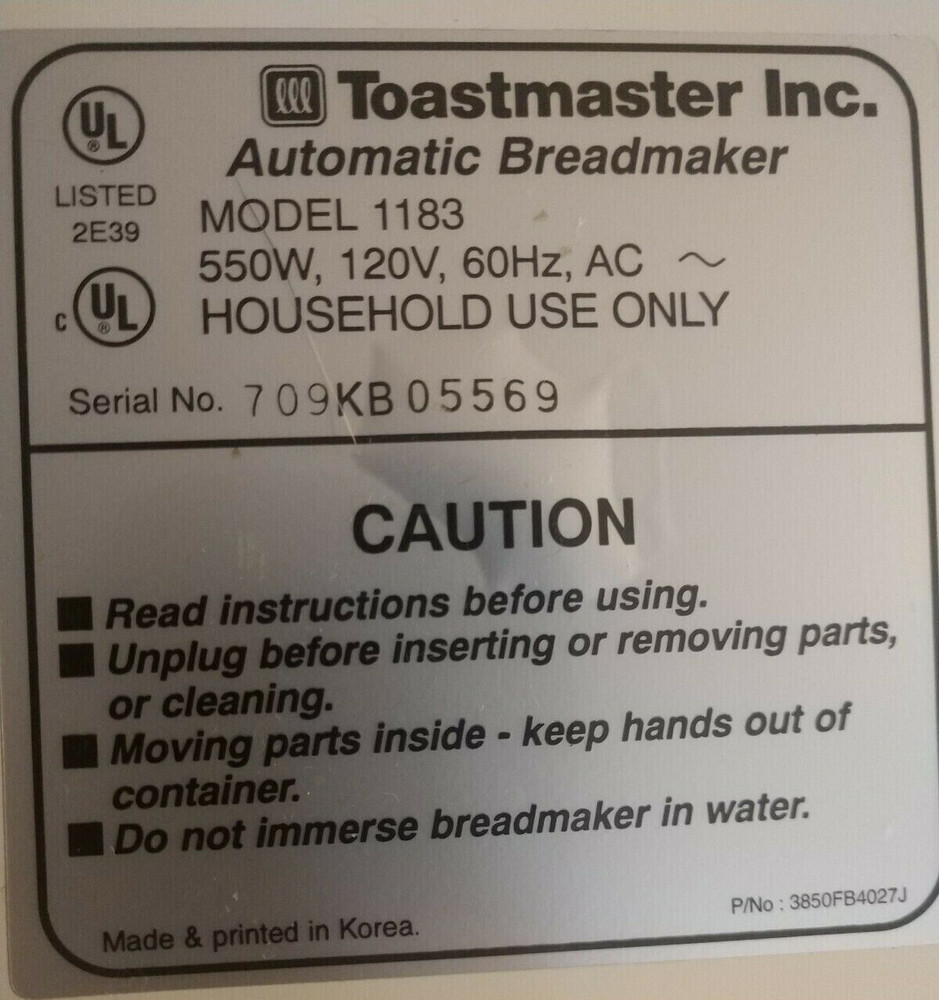 UL
®
LISTED
2E39
c UL
®
Toastmaster Inc.
Automatic Breadmaker
MODEL 1183
550W, 120V, 60Hz, AC ~
HOUSEHOLD USE ONLY
Serial No. 709KB05569
CAUTION
■ Read instructions before using.
■ Unplug before inserting or removing parts,
or cleaning.
■ Moving parts inside - keep hands out of
container.
■ Do not immerse breadmaker in water.
P/No : 3850FB4027J
Made & printed in Korea.